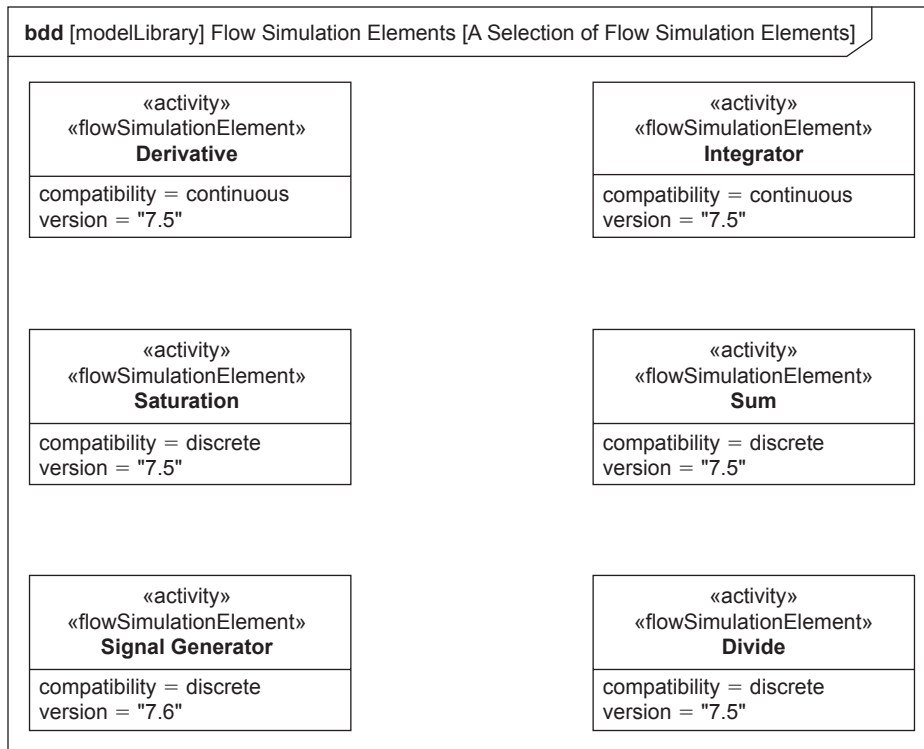 bdd [modelLibrary] Flow Simulation Elements [A Selection of Flow Simulation Elements]
«activity»
«flowSimulationElement»
Derivative
compatibility = continuous
version = "7.5"
«activity»
«flowSimulationElement»
Integrator
compatibility = continuous
version = "7.5"
«activity»
«flowSimulationElement»
Saturation
compatibility = discrete
version = "7.5"
«activity»
«flowSimulationElement»
Sum
compatibility = discrete
version = "7.5"
«activity»
«flowSimulationElement»
Signal Generator
compatibility = discrete
version = "7.6"
«activity»
«flowSimulationElement»
Divide
compatibility = discrete
version = "7.5"